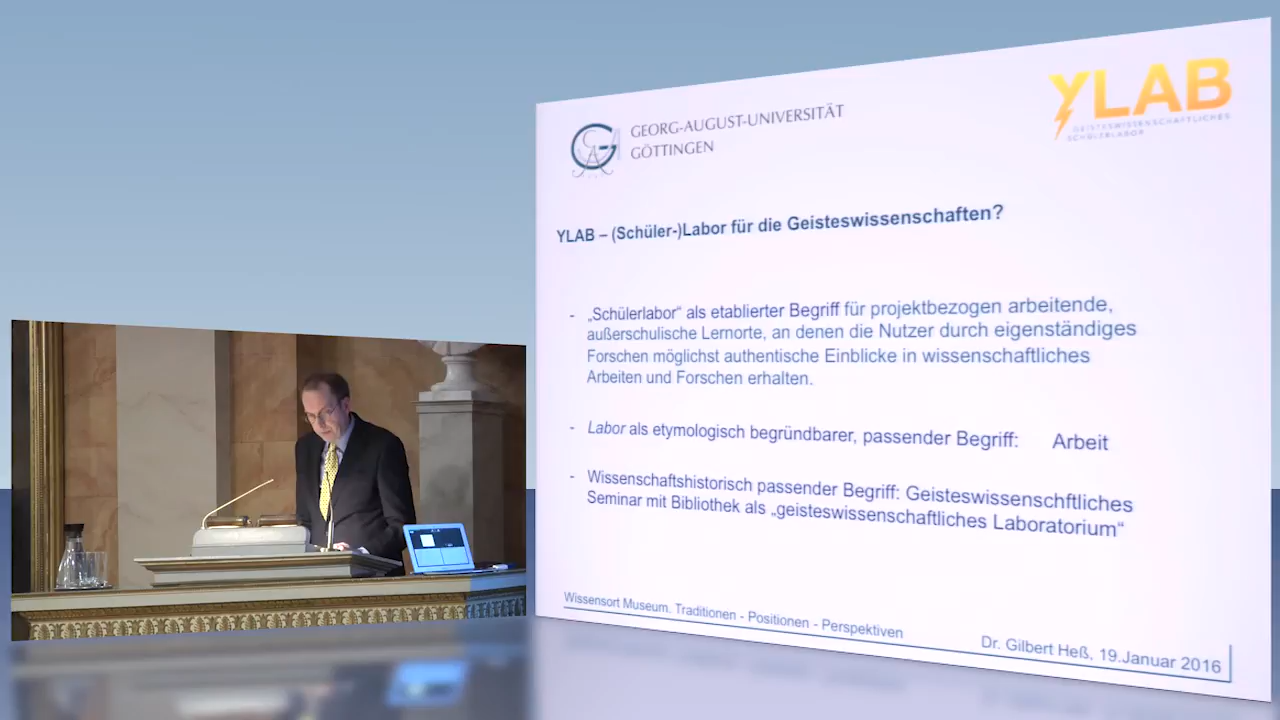 GEORG-AUGUST-UNIVERSITÄT
GÖTTINGEN
YLAB
GEISTESWISSENSCHAFTLICHES
SCHÜLERLABOR
YLAB – (Schüler-)Labor für die Geisteswissenschaften?
- „Schülerlabor“ als etablierter Begriff für projektbezogen arbeitende,
außerschulische Lernorte, an denen die Nutzer durch eigenständiges
Forschen möglichst authentische Einblicke in wissenschaftliches
Arbeiten und Forschen erhalten.
- Labor als etymologisch begründbarer, passender Begriff: Arbeit
- Wissenschaftshistorisch passender Begriff: Geisteswissenschftliches
Seminar mit Bibliothek als „geisteswissenschaftliches Laboratorium“
Wissensort Museum. Traditionen - Positionen - Perspektiven
Dr. Gilbert Heß, 19.Januar 2016